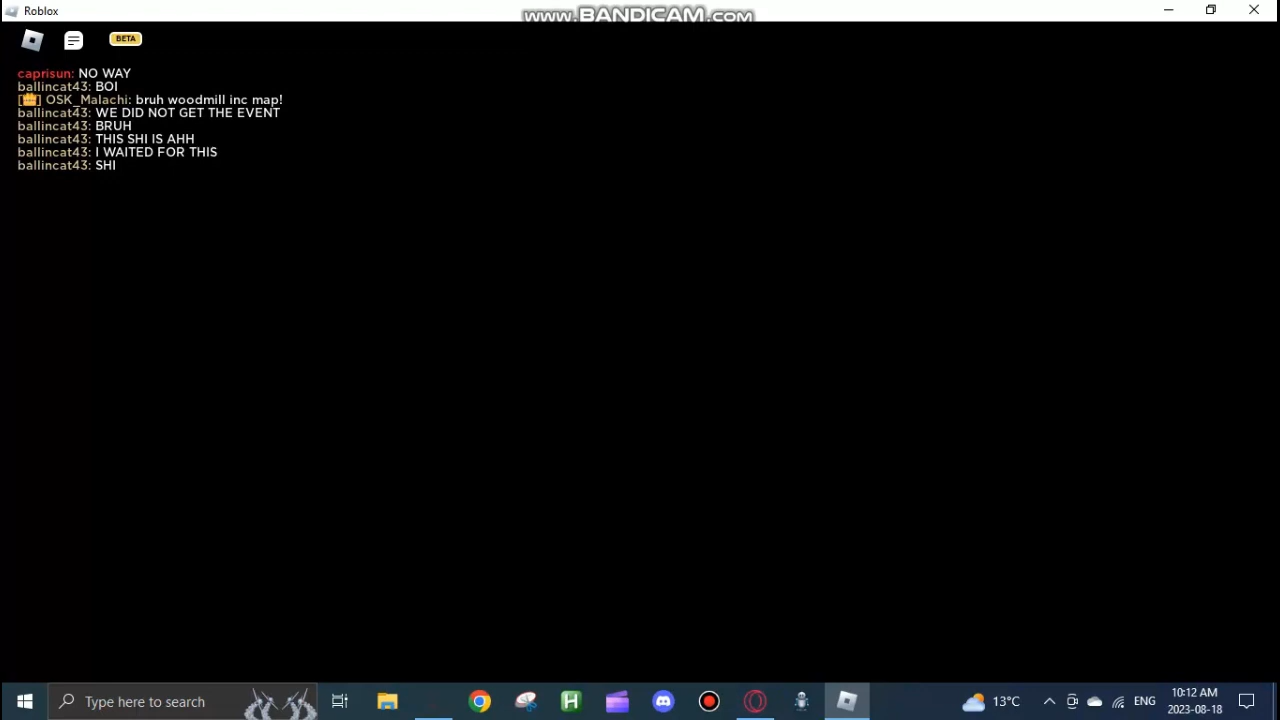 Roblox
www.BANDICAM.com
BETA
caprisun: NO WAY
ballincat43: BOI
OSK_Malachi: bruh woodmill inc map!
ballincat43: WE DID NOT GET THE EVENT
ballincat43: BRUH
ballincat43: THIS SHI IS AHH
ballincat43: I WAITED FOR THIS
ballincat43: SHI
Type here to search
H
13°C
ENG
10:12 AM
2023-08-18